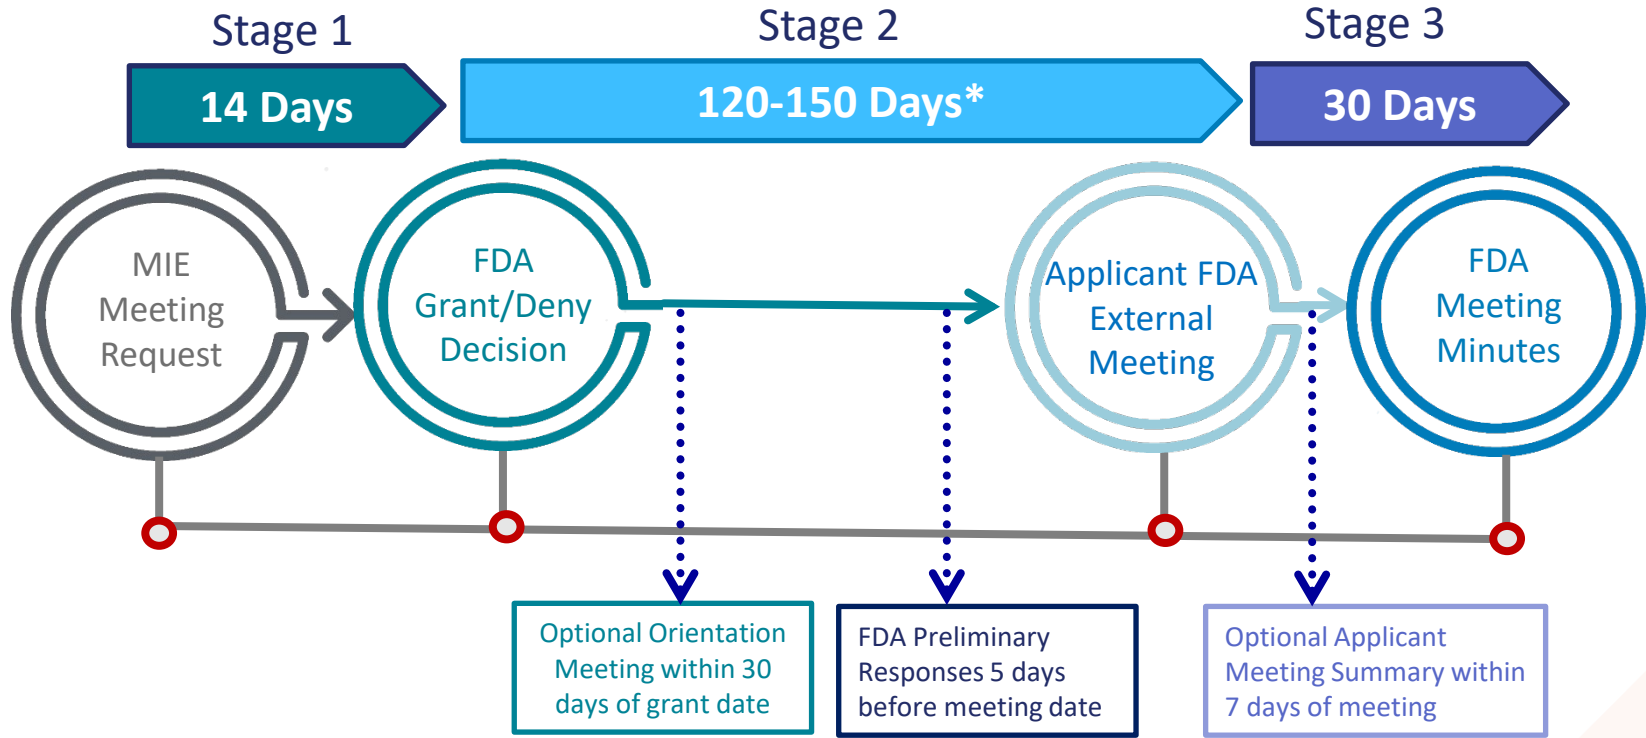 Stage 1
Stage 2
Stage 3
14 Days
120-150 Days*
30 Days
MIE
Meeting
Request
FDA
Grant/Deny
Decision
Applicant FDA
External
Meeting
FDA
Meeting
Minutes
Optional Orientation
Meeting within 30
days of grant date
FDA Preliminary
Responses 5 days
before meeting date
Optional Applicant
Meeting Summary within
7 days of meeting